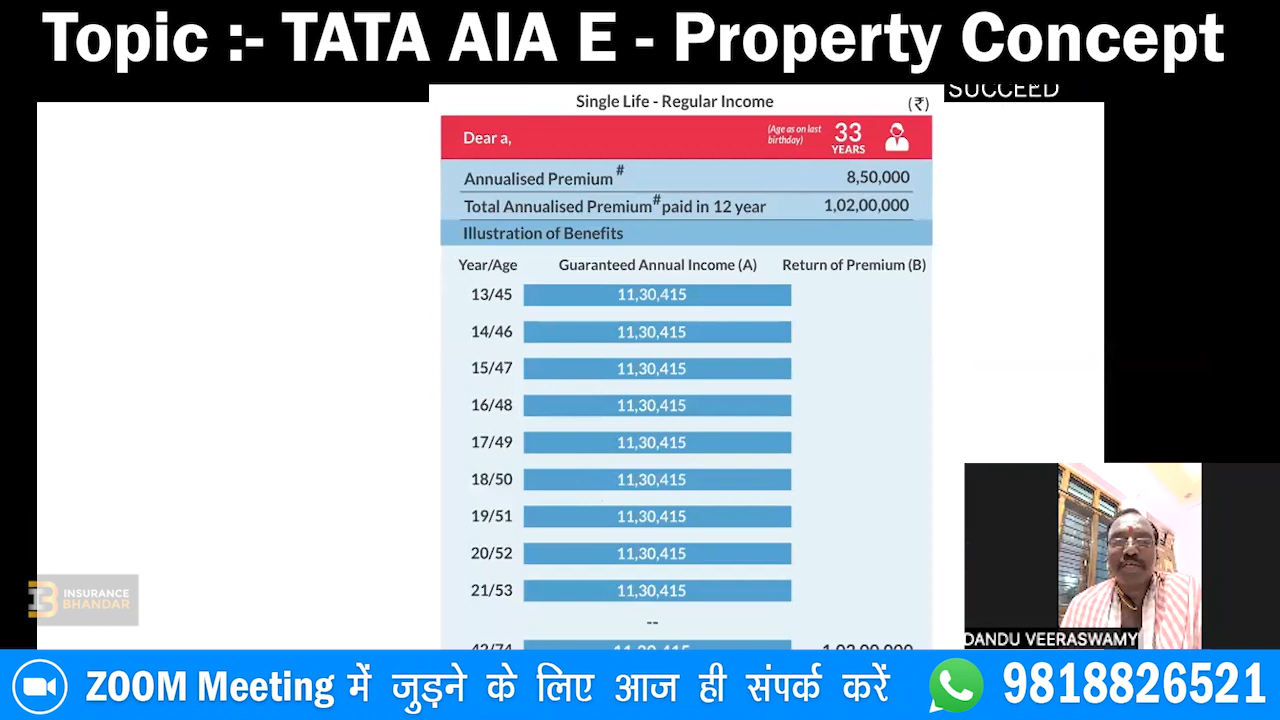 Topic :- TATA AIA E - Property Concept
SUCCEED
Single Life - Regular Income (₹)
Dear a, (Age as on last birthday) 33 YEARS
Annualised Premium # 8,50,000
Total Annualised Premium# paid in 12 year 1,02,00,000
Illustration of Benefits
Year/Age Guaranteed Annual Income (A) Return of Premium (B)
13/45 11,30,415
14/46 11,30,415
15/47 11,30,415
16/48 11,30,415
17/49 11,30,415
18/50 11,30,415
19/51 11,30,415
20/52 11,30,415
21/53 11,30,415
--
11,30,415
INSURANCE
BHANDAR
DANDU VEERASWAMY
ZOOM Meeting में जुड़ने के लिए आज ही संपर्क करें 9818826521